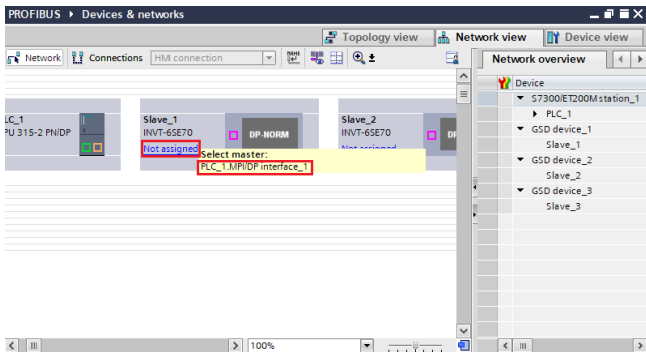 PROFIBUS ▸ Devices & networks
Topology view
Network view
Device view
Network
Connections
HMI connection
Network overview
Device
S7300/ET200M station_1
PLC_1
GSD device_1
Slave_1
GSD device_2
Slave_2
GSD device_3
Slave_3
LC_1
PU 315-2 PN/DP
Slave_1
INVT-6SE70
Not assigned
DP-NORM
Slave_2
INVT-6SE70
Not assigned
DP
Select master:
PLC_1.MPI/DP interface_1
100%